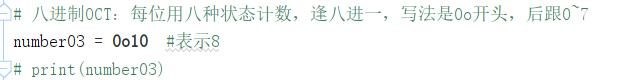 # 八进制OCT：每位用八种状态计数，逢八进一，写法是0o开头，后跟0~7
number03 = 0o10  #表示8
# print(number03)